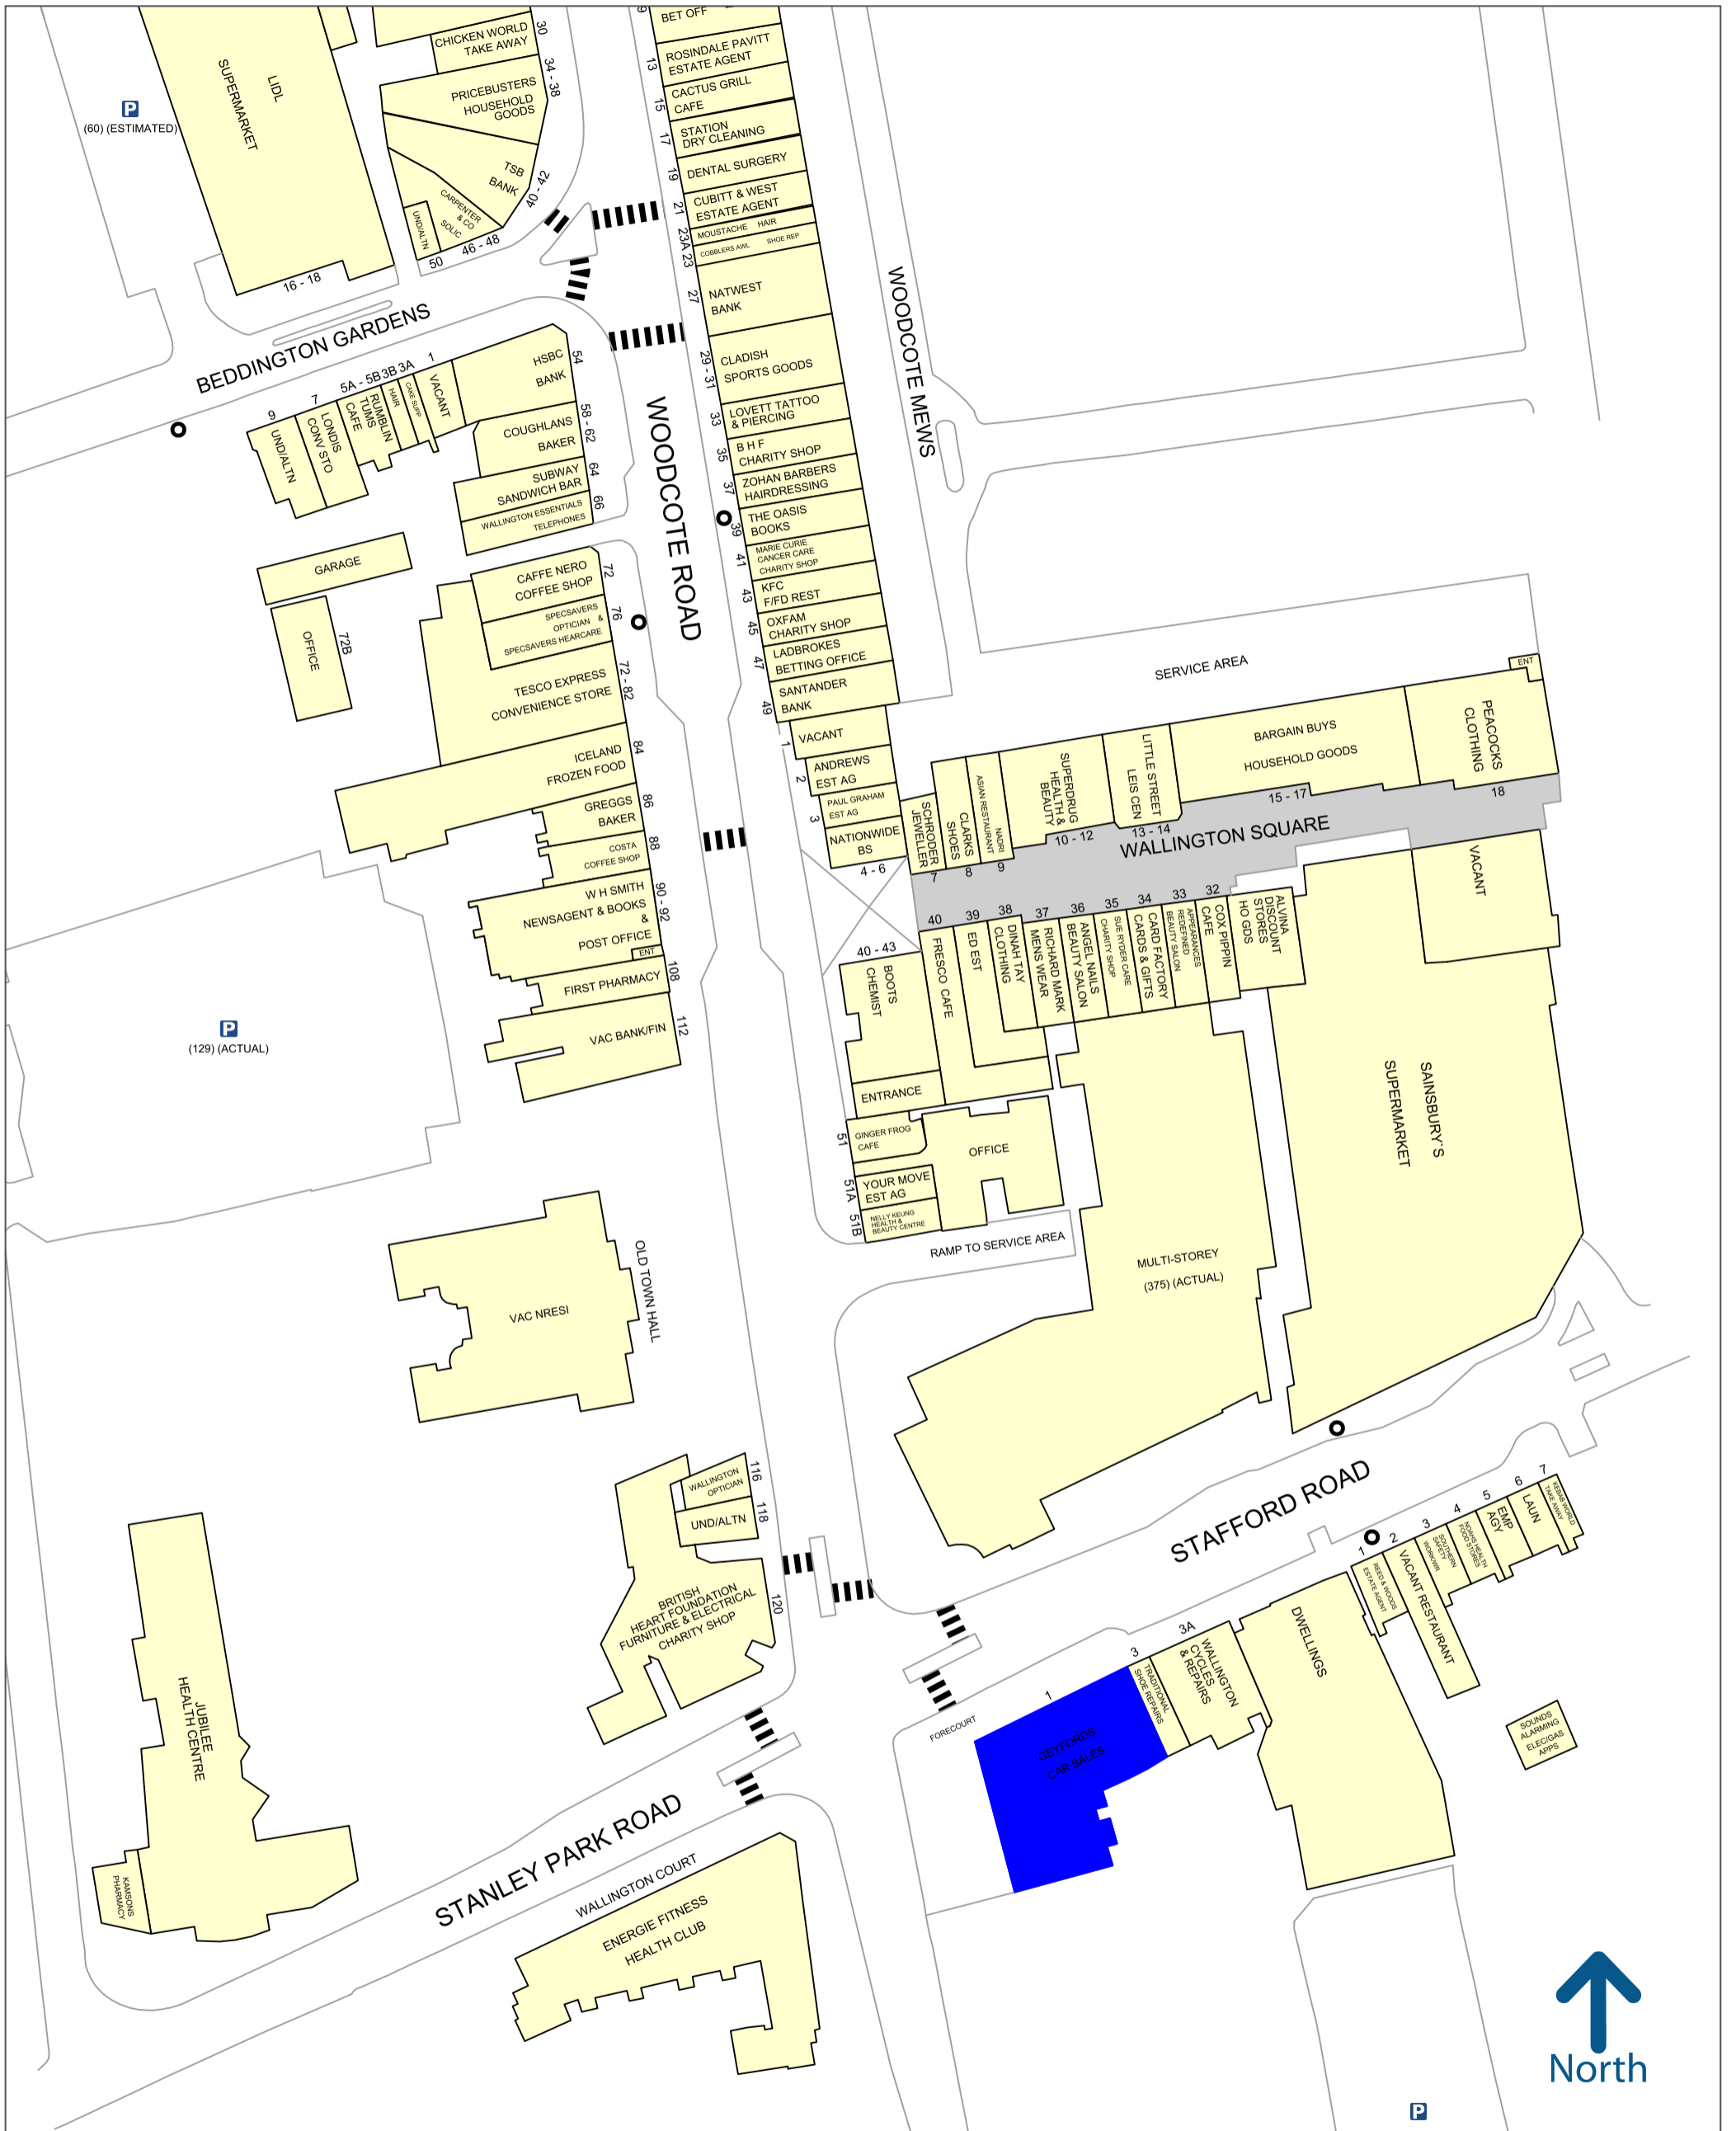 30
CHICKEN WORLD
TAKE AWAY
34 - 38
PRICEBUSTERS
HOUSEHOLD
GOODS
TSB
BANK
40 - 42
CARPENTER
& CO
SOLIC
46 - 48
UND/ALTN
50
LIDL
SUPERMARKET
16 - 18
P
(60) (ESTIMATED)
BET OFF
9
13
ROSINDALE PAVITT
ESTATE AGENT
15
CACTUS GRILL
CAFE
17
STATION
DRY CLEANING
19
DENTAL SURGERY
21
CUBITT & WEST
ESTATE AGENT
23A
MOUSTACHE HAIR
23
COBBLERS AWL SHOE REP
27
NATWEST
BANK
29 - 31
CLADISH
SPORTS GOODS
33
LOVETT TATTOO
& PIERCING
35
B H F
CHARITY SHOP
37
ZOHAN BARBERS
HAIRDRESSING
39
THE OASIS
BOOKS
41
MARIE CURIE
CANCER CARE
CHARITY SHOP
43
KFC
F/FD REST
45
OXFAM
CHARITY SHOP
47
LADBROKES
BETTING OFFICE
49
SANTANDER
BANK
WOODCOTE MEWS
WOODCOTE ROAD
BEDDINGTON GARDENS
9
UND/ALTN
7
LONDIS
CONV STO
5A - 5B
RUMBLIN
TUMS
CAFE
3B
HAIR
3A
CAKE SUPP
1
VACANT
54
HSBC
BANK
58 - 62
COUGHLANS
BAKER
64
SUBWAY
SANDWICH BAR
66
WALLINGTON ESSENTIALS
TELEPHONES
GARAGE
OFFICE
72B
72
CAFFE NERO
COFFEE SHOP
76
SPECSAVERS
OPTICIAN &
SPECSAVERS HEARCARE
72 - 82
TESCO EXPRESS
CONVENIENCE STORE
84
ICELAND
FROZEN FOOD
86
GREGGS
BAKER
88
COSTA
COFFEE SHOP
90 - 92
W H SMITH
NEWSAGENT & BOOKS
&
POST OFFICE
ENT
108
FIRST PHARMACY
112
VAC BANK/FIN
P
(129) (ACTUAL)
1
VACANT
2
ANDREWS
EST AG
3
PAUL GRAHAM
EST AG
NATIONWIDE
BS
4 - 6
SCHRODER
JEWELLER
7
CLARKS
SHOES
8
NADRI
ASIAN RESTAURANT
9
SUPERDRUG
HEALTH &
BEAUTY
10 - 12
LITTLE STREET
LEIS CEN
13 - 14
BARGAIN BUYS
HOUSEHOLD GOODS
15 - 17
PEACOCKS
CLOTHING
18
ENT
SERVICE AREA
WALLINGTON SQUARE
VACANT
40 - 43
BOOTS
CHEMIST
ENTRANCE
40
FRESCO CAFE
39
ED EST
38
DINAH TAY
CLOTHING
37
RICHARD MARK
MENS WEAR
36
ANGEL NAILS
BEAUTY SALON
35
SUE RYDER CARE
CHARITY SHOP
34
CARD FACTORY
CARDS & GIFTS
33
APPEARANCES
REDEFINED
BEAUTY SALON
32
COX PIPPIN
CAFE
ALVINA
DISCOUNT
STORES
HO GDS
51
GINGER FROG
CAFE
51A
YOUR MOVE
EST AG
51B
NELLY KEUNG
HEALTH &
BEAUTY CENTRE
OFFICE
RAMP TO SERVICE AREA
MULTI-STOREY
(375) (ACTUAL)
SAINSBURY'S
SUPERMARKET
VAC NRESI
OLD TOWN HALL
116
WALLINGTON
OPTICIAN
118
UND/ALTN
120
BRITISH
HEART FOUNDATION
FURNITURE & ELECTRICAL
CHARITY SHOP
JUBILEE
HEALTH CENTRE
KAMSONS
PHARMACY
STANLEY PARK ROAD
WALLINGTON COURT
ENERGIE FITNESS
HEALTH CLUB
STAFFORD ROAD
FORECOURT
1
GEYFORDS
CAR SALES
3
TRADITIONAL
SHOE REPAIRS
3A
WALLINGTON
CYCLES
& REPAIRS
DWELLINGS
1
REED & WOODS
ESTATE AGENT
2
VACANT RESTAURANT
3
SOUTHERN
SAFETY
WORKWR
4
NOAHS HEALTH
FOOD STORES
5
EMP
AGY
6
LAUN
7
KEBAB WORLD
TAKE AWAY
SOUNDS
ALARMING
ELEC/GAS
APPS
North
P